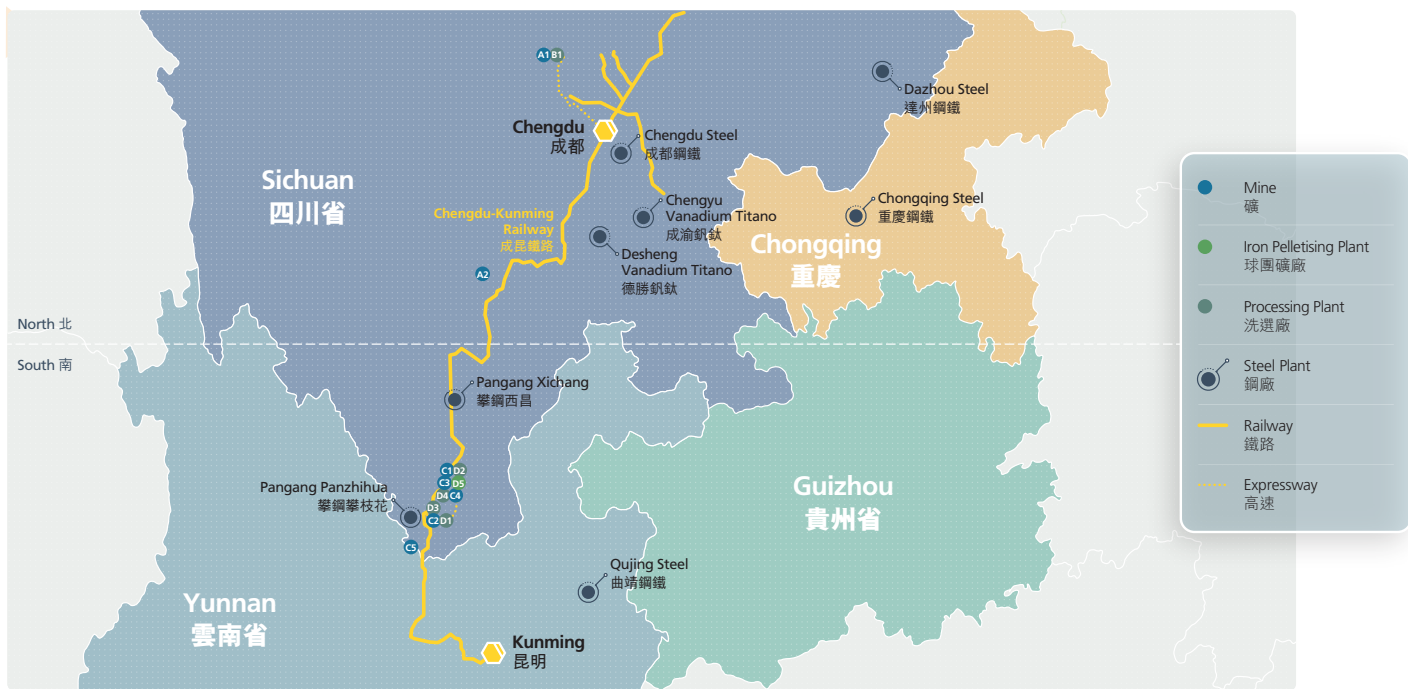 A1
B1
Dazhou Steel
達州鋼鐵
Chengdu
成都
Chengdu Steel
成都鋼鐵
Sichuan
四川省
Chengyu
Vanadium Titano
成渝釩鈦
Chongqing Steel
重慶鋼鐵
Chengdu-Kunming
Railway
成昆鐵路
Desheng
Vanadium Titano
德勝釩鈦
Chongqing
重慶
A2
North 北
South 南
Pangang Xichang
攀鋼西昌
C1
D2
C3
D5
D4
C4
D3
C2
D1
C5
Pangang Panzhihua
攀鋼攀枝花
Guizhou
貴州省
Qujing Steel
曲靖鋼鐵
Yunnan
雲南省
Kunming
昆明
Mine
礦
Iron Pelletising Plant
球團礦廠
Processing Plant
洗選廠
Steel Plant
鋼廠
Railway
鐵路
Expressway
高速